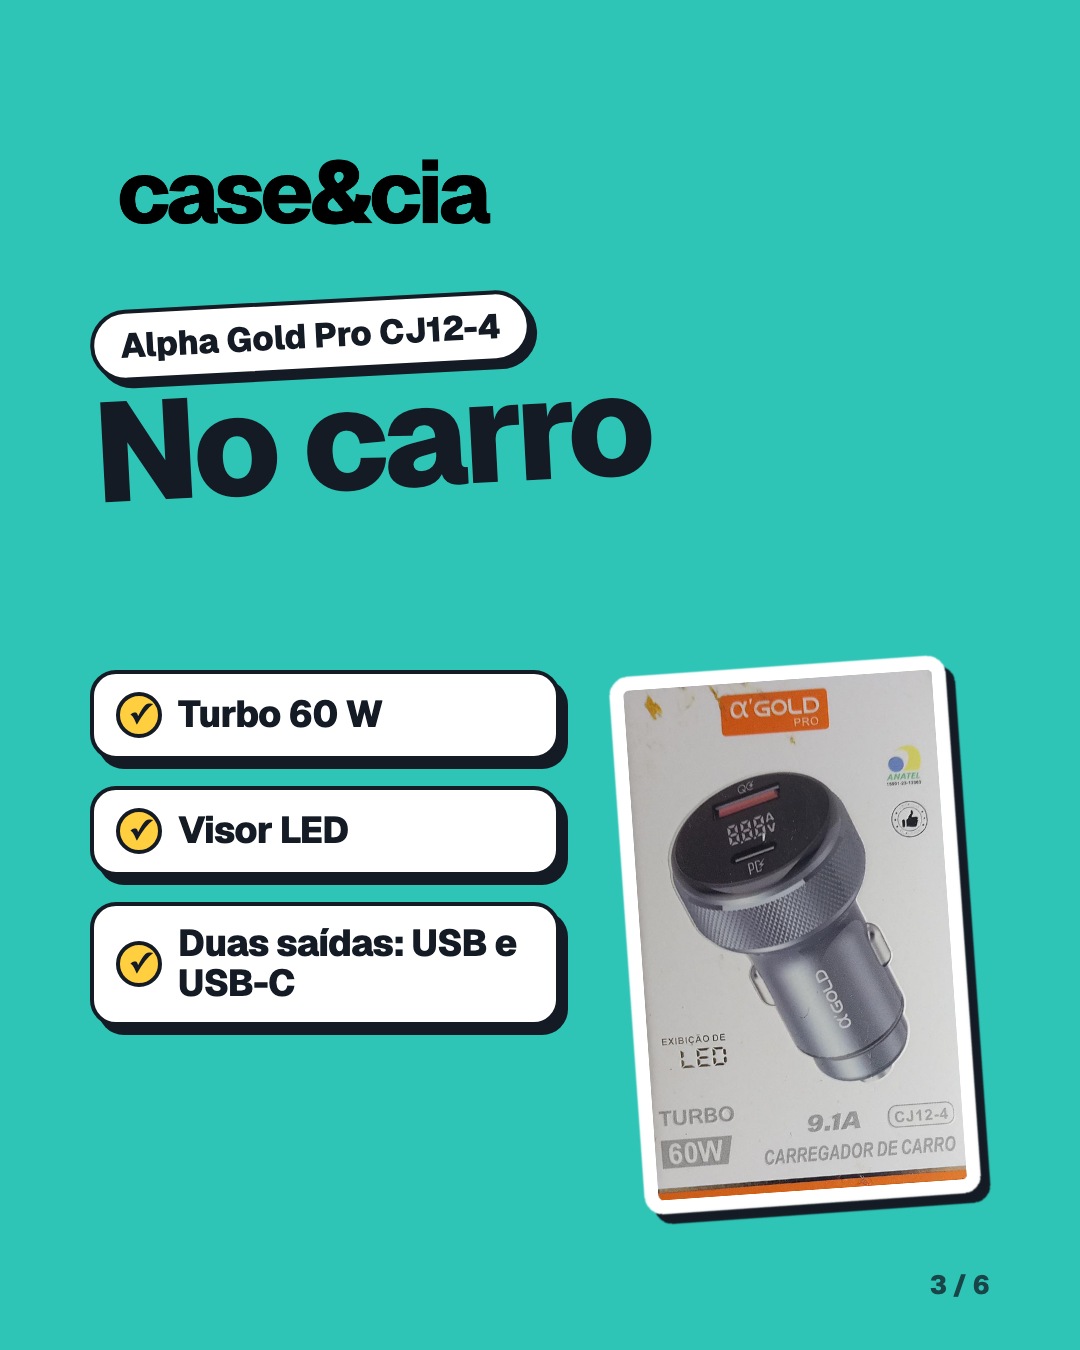 case&cia
Alpha Gold Pro CJ12-4
No carro
Turbo 60 W
Visor LED
Duas saídas: USB e
USB-C
α'GOLD
PRO
ANATEL
QC
A
V
PD
α'GOLD
EXIBIÇÃO DE
LED
TURBO
60W
9.1A
CJ12-4
CARREGADOR DE CARRO
3 / 6